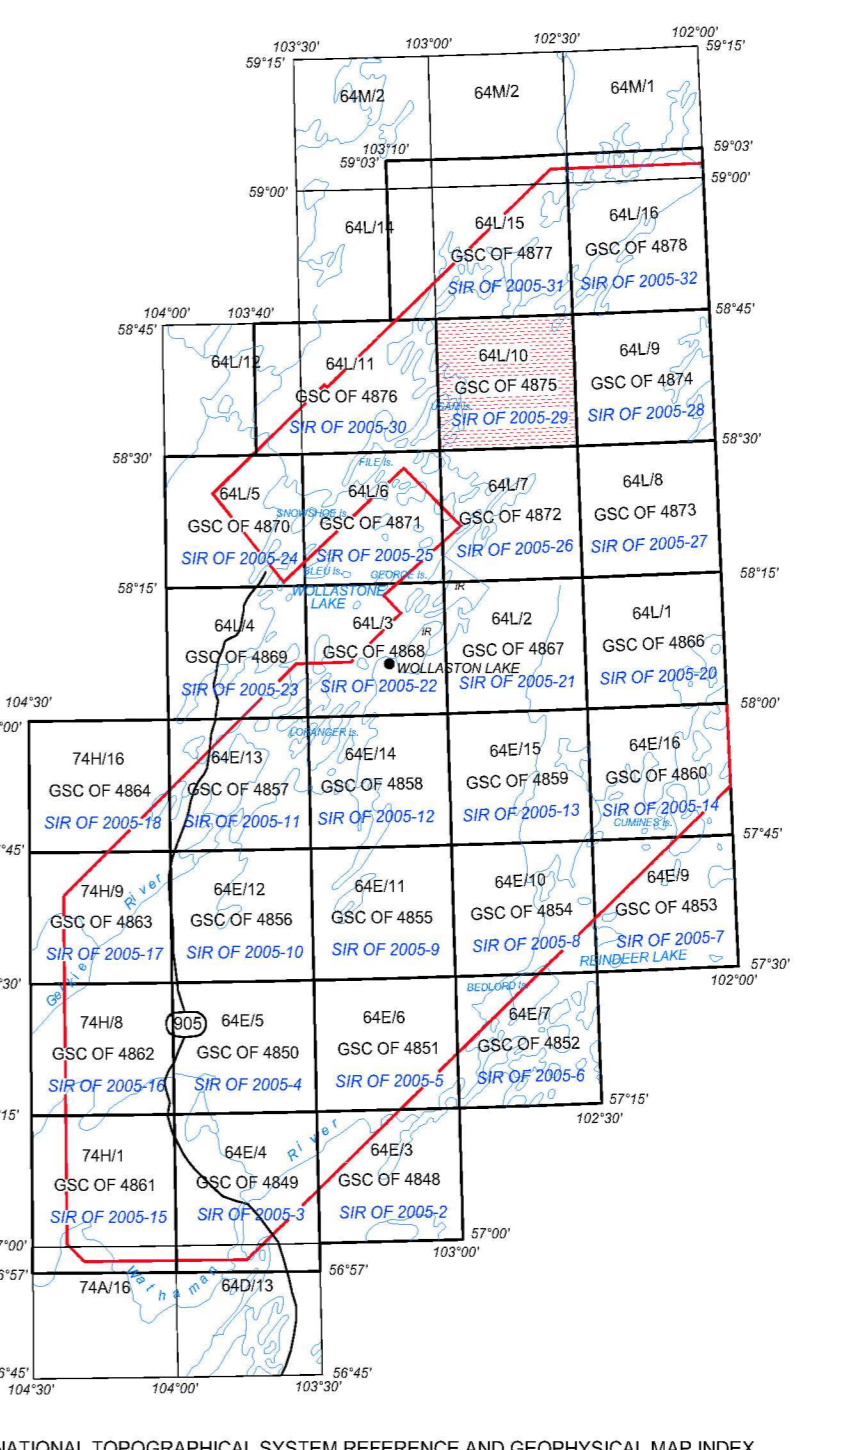 103°30' 103°00' 102°30' 102°00'
59°15' 59°15'
64M/2 64M/2 64M/1
103°10'
59°03' 59°03'
59°00' 59°00'
64L/14
64L/15
GSC OF 4877
SIR OF 2005-31
64L/16
GSC OF 4878
SIR OF 2005-32
104°00' 103°40'
58°45' 58°45'
64L/12
64L/11
GSC OF 4876
SIR OF 2005-30
64L/10
GSC OF 4875
SIR OF 2005-29
64L/9
GSC OF 4874
SIR OF 2005-28
58°30' 58°30'
FILE Is.
64L/5
GSC OF 4870
SIR OF 2005-24
SNOWSHOE Is.
64L/6
GSC OF 4871
SIR OF 2005-25
64L/7
GSC OF 4872
SIR OF 2005-26
64L/8
GSC OF 4873
SIR OF 2005-27
BLEU Is. GEORGE Is.
58°15' 58°15'
IR
WOLLASTONE
LAKE
64L/4
GSC OF 4869
SIR OF 2005-23
64L/3
IR
GSC OF 4868
WOLLASTON LAKE
SIR OF 2005-22
64L/2
GSC OF 4867
SIR OF 2005-21
64L/1
GSC OF 4866
SIR OF 2005-20
104°30'
°00' 58°00'
LORANGER Is.
74H/16
GSC OF 4864
SIR OF 2005-18
64E/13
GSC OF 4857
SIR OF 2005-11
64E/14
GSC OF 4858
SIR OF 2005-12
64E/15
GSC OF 4859
SIR OF 2005-13
64E/16
GSC OF 4860
SIR OF 2005-14
CUMINES Is.
°45' 57°45'
74H/9
GSC OF 4863
SIR OF 2005-17
River
Geikie
64E/12
GSC OF 4856
SIR OF 2005-10
64E/11
GSC OF 4855
SIR OF 2005-9
64E/10
GSC OF 4854
SIR OF 2005-8
64E/9
GSC OF 4853
SIR OF 2005-7
REINDEER LAKE
°30' 57°30'
102°00'
BEDLORD Is.
74H/8
GSC OF 4862
SIR OF 2005-16
905
64E/5
GSC OF 4850
SIR OF 2005-4
64E/6
GSC OF 4851
SIR OF 2005-5
64E/7
GSC OF 4852
SIR OF 2005-6
15' 57°15'
102°30'
74H/1
GSC OF 4861
SIR OF 2005-15
River
64E/4
GSC OF 4849
SIR OF 2005-3
64E/3
GSC OF 4848
SIR OF 2005-2
7°00' 57°00'
103°00'
6°57' 56°57'
Wathaman
74A/16 64D/13
6°45' 56°45'
104°30' 104°00' 103°30'
NATIONAL TOPOGRAPHICAL SYSTEM REFERENCE AND GEOPHYSICAL MAP INDEX